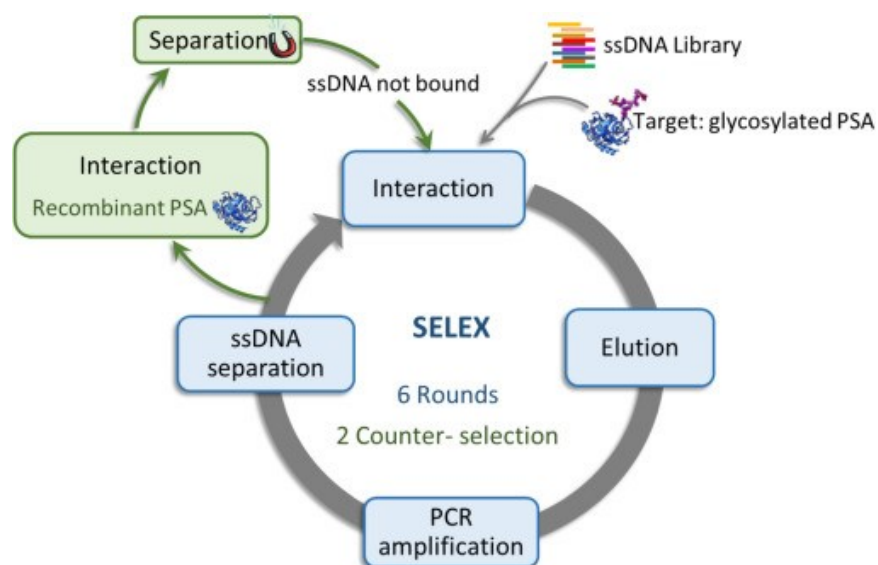 Separation
ssDNA not bound
ssDNA Library
Target: glycosylated PSA
Interaction
Recombinant PSA
Interaction
ssDNA
separation
SELEX
6 Rounds
2 Counter- selection
Elution
PCR
amplification